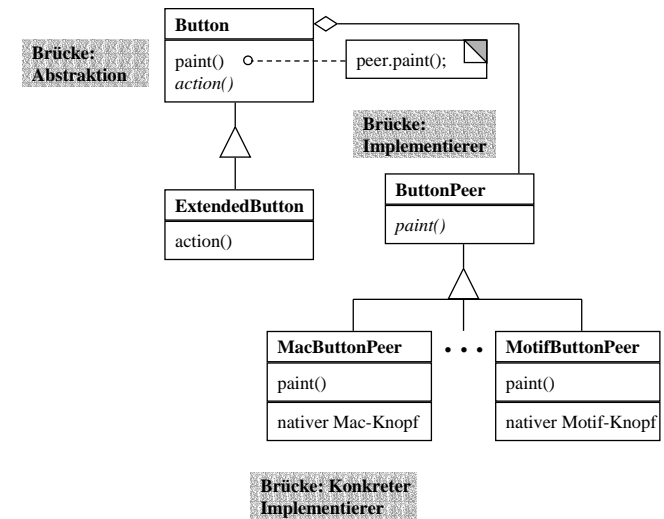 Button
Brücke:
Abstraktion
paint()
peer.paint();
action()
Brücke:
Implementierer
ButtonPeer
ExtendedButton
paint()
action()
MacButtonPeer
• • •
MotifButtonPeer
paint()
paint()
nativer Mac-Knopf
nativer Motif-Knopf
Brücke: Konkreter
Implementierer